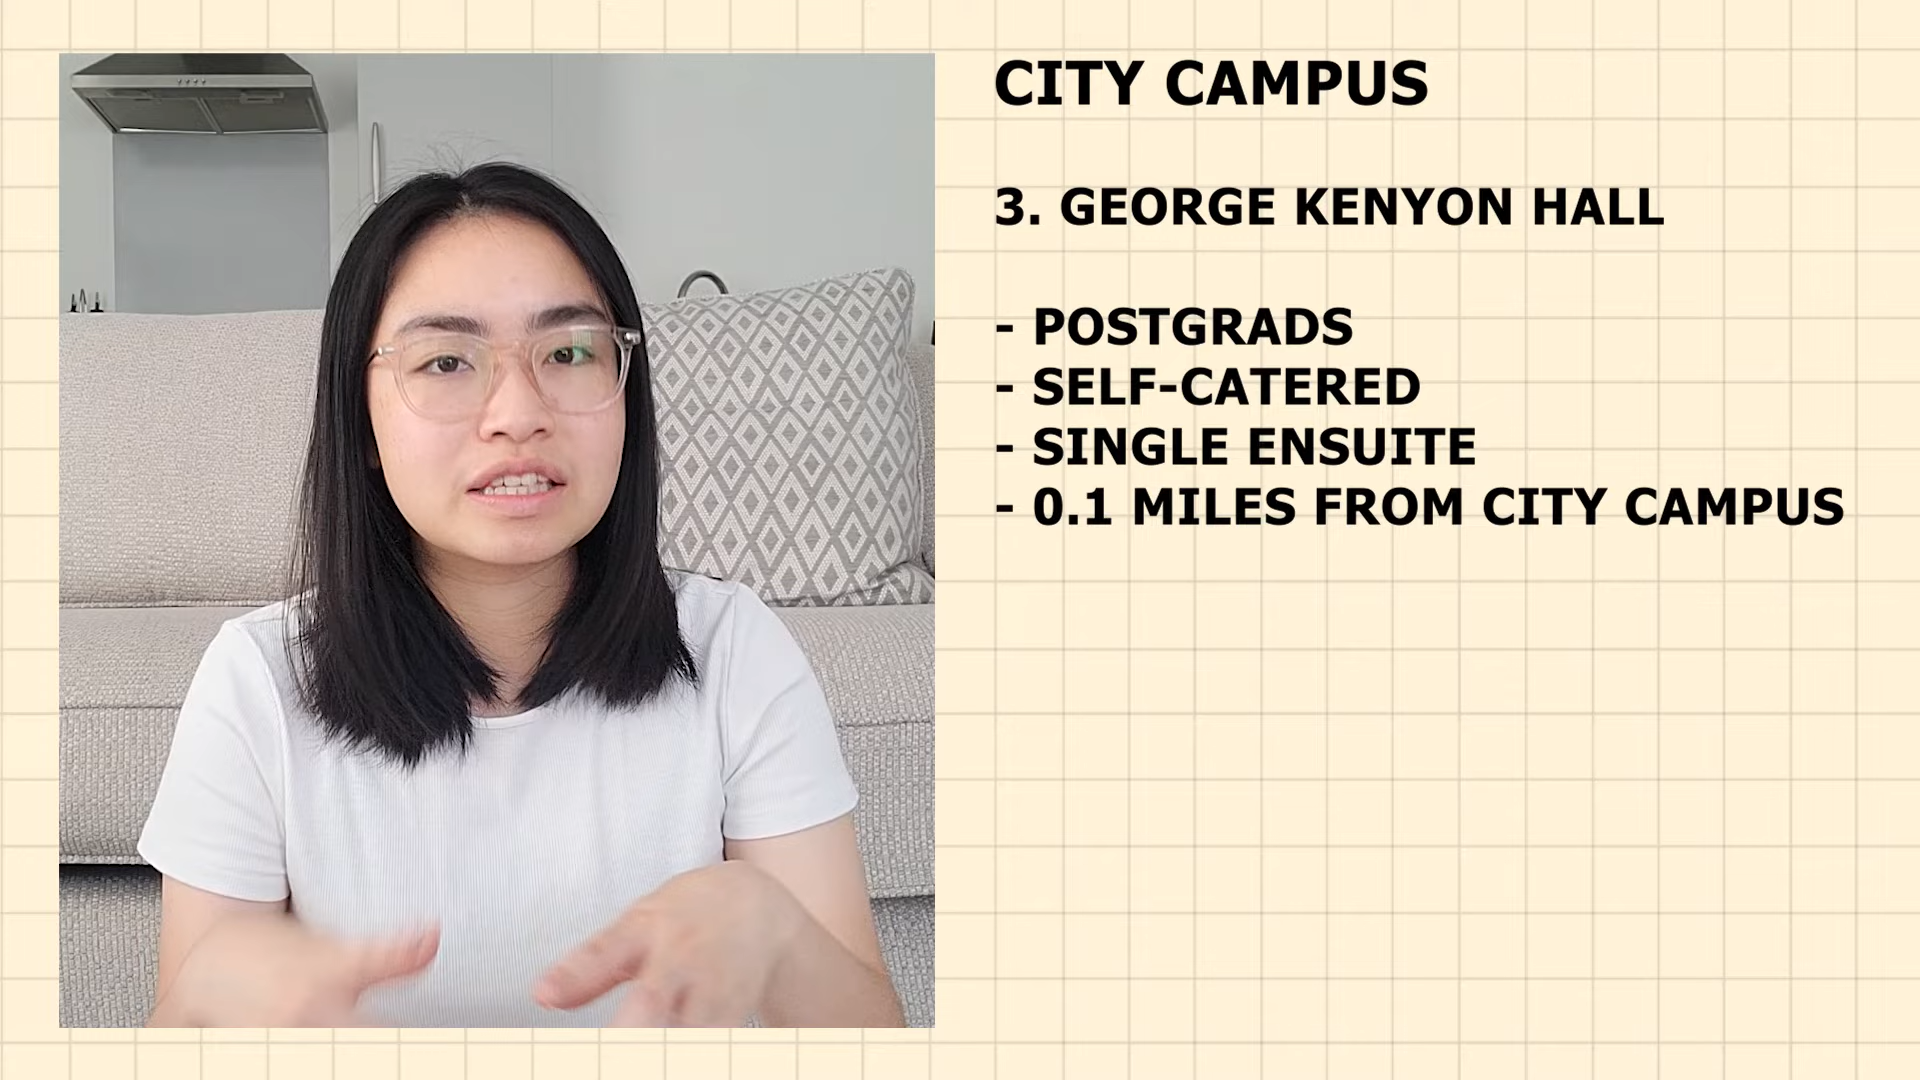 CITY CAMPUS
3. GEORGE KENYON HALL
- POSTGRADS
- SELF-CATERED
- SINGLE ENSUITE
- 0.1 MILES FROM CITY CAMPUS